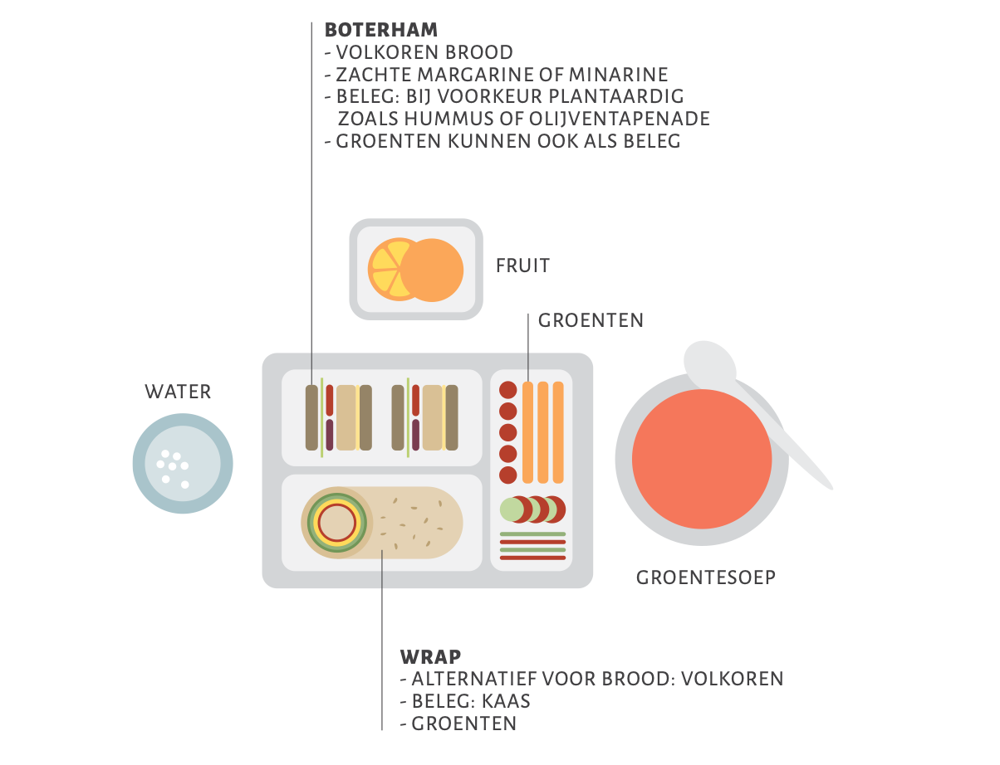 BOTERHAM
- VOLKOREN BROOD
- ZACHTE MARGARINE OF MINARINE
- BELEG: BIJ VOORKEUR PLANTAARDIG
ZOALS HUMMUS OF OLIJVENTAPENADE
- GROENTEN KUNNEN OOK ALS BELEG
FRUIT
GROENTEN
WATER
GROENTESOEP
WRAP
- ALTERNATIEF VOOR BROOD: VOLKOREN
- BELEG: KAAS
- GROENTEN